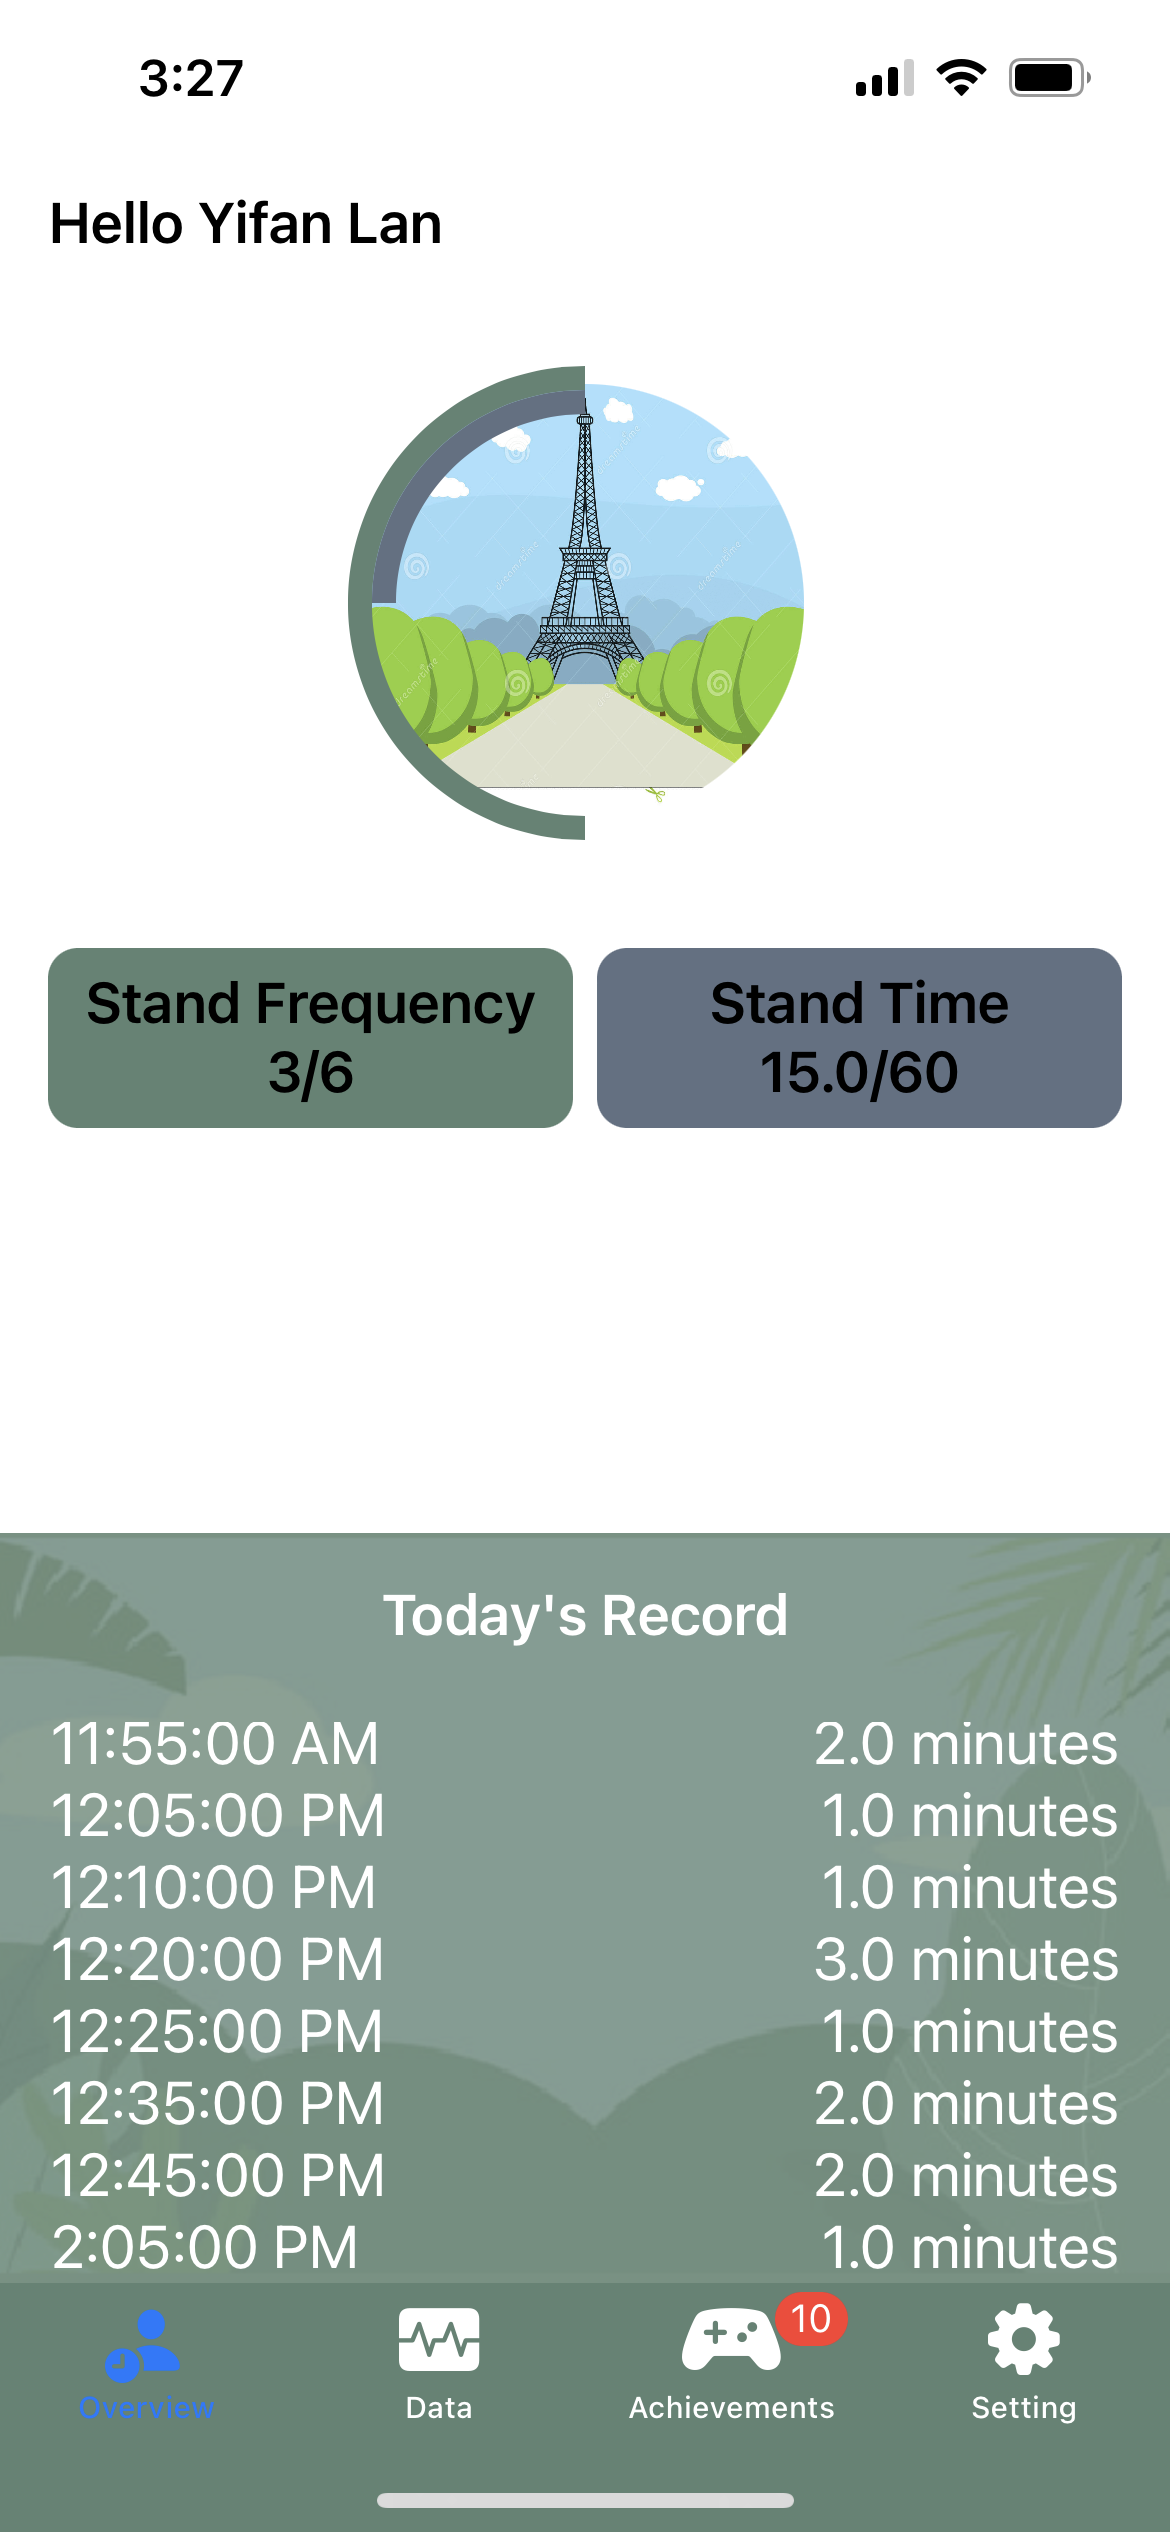 3:27
Hello Yifan Lan
dreamstime
dreamstime
dreamstime
dreamstime
Stand Frequency
3/6
Stand Time
15.0/60
Today's Record
11:55:00 AM 2.0 minutes
12:05:00 PM 1.0 minutes
12:10:00 PM 1.0 minutes
12:20:00 PM 3.0 minutes
12:25:00 PM 1.0 minutes
12:35:00 PM 2.0 minutes
12:45:00 PM 2.0 minutes
2:05:00 PM 1.0 minutes
10
Overview Data Achievements Setting